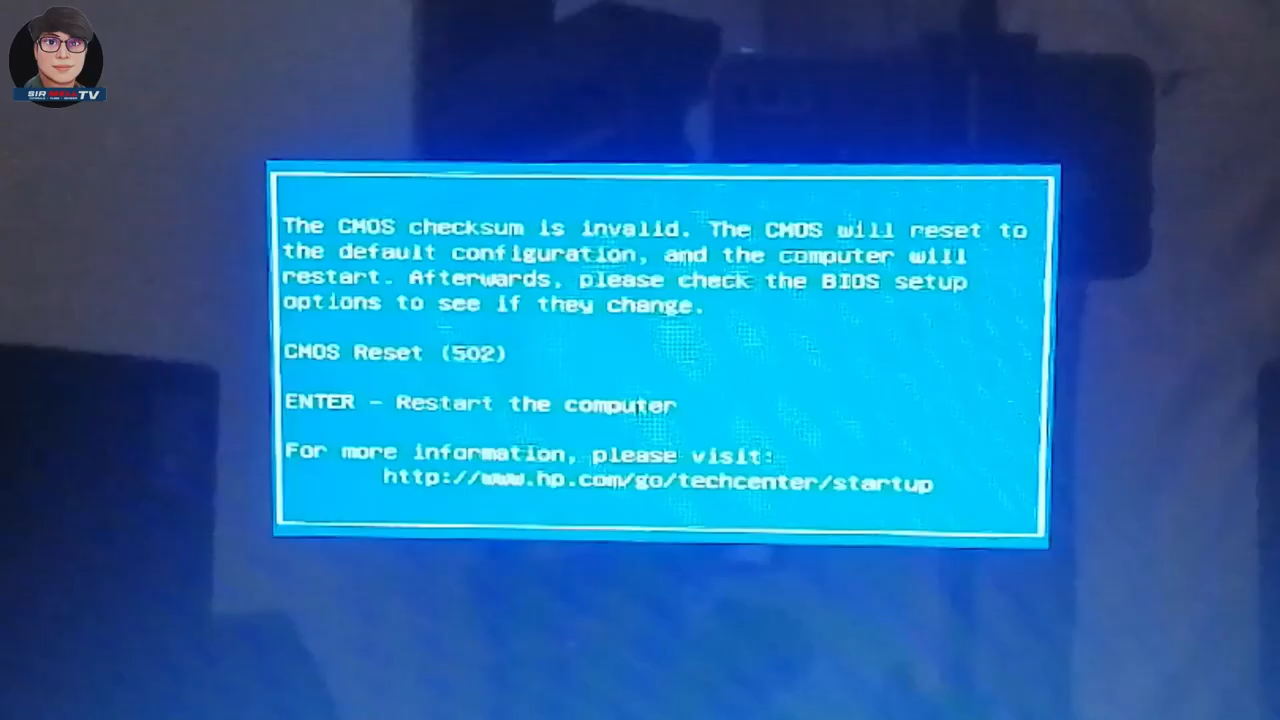 SIR WELL TV
The CMOS checksum is invalid. The CMOS will reset to
the default configuration, and the computer will
restart. Afterwards, please check the BIOS setup
options to see if they change.
CMOS Reset (502)
ENTER - Restart the computer
For more information, please visit:
http://www.hp.com/go/techcenter/startup